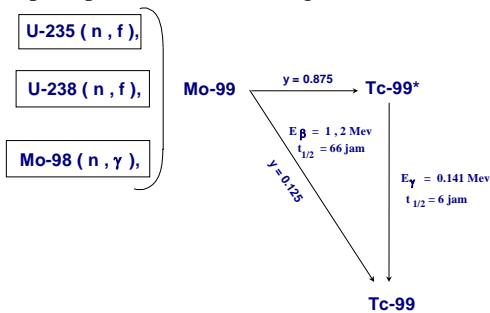 U-235 ( n , f ),
U-238 ( n , f ),
Mo-98 ( n , γ ),
Mo-99
y = 0.875
Tc-99*
E β = 1 , 2 Mev
t 1/2 = 66 jam
y = 0.125
E γ = 0.141 Mev
t 1/2 = 6 jam
Tc-99